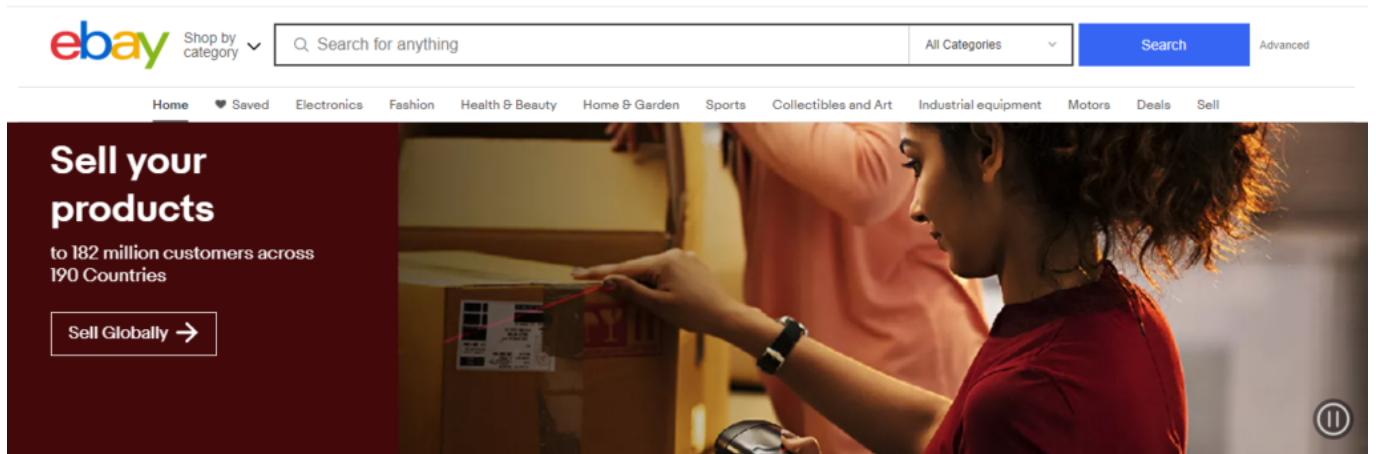 ebay
Shop by
category
Search for anything
All Categories
Search
Advanced
Home Saved Electronics Fashion Health & Beauty Home & Garden Sports Collectibles and Art Industrial equipment Motors Deals Sell
Sell your
products
to 182 million customers across
190 Countries
Sell Globally